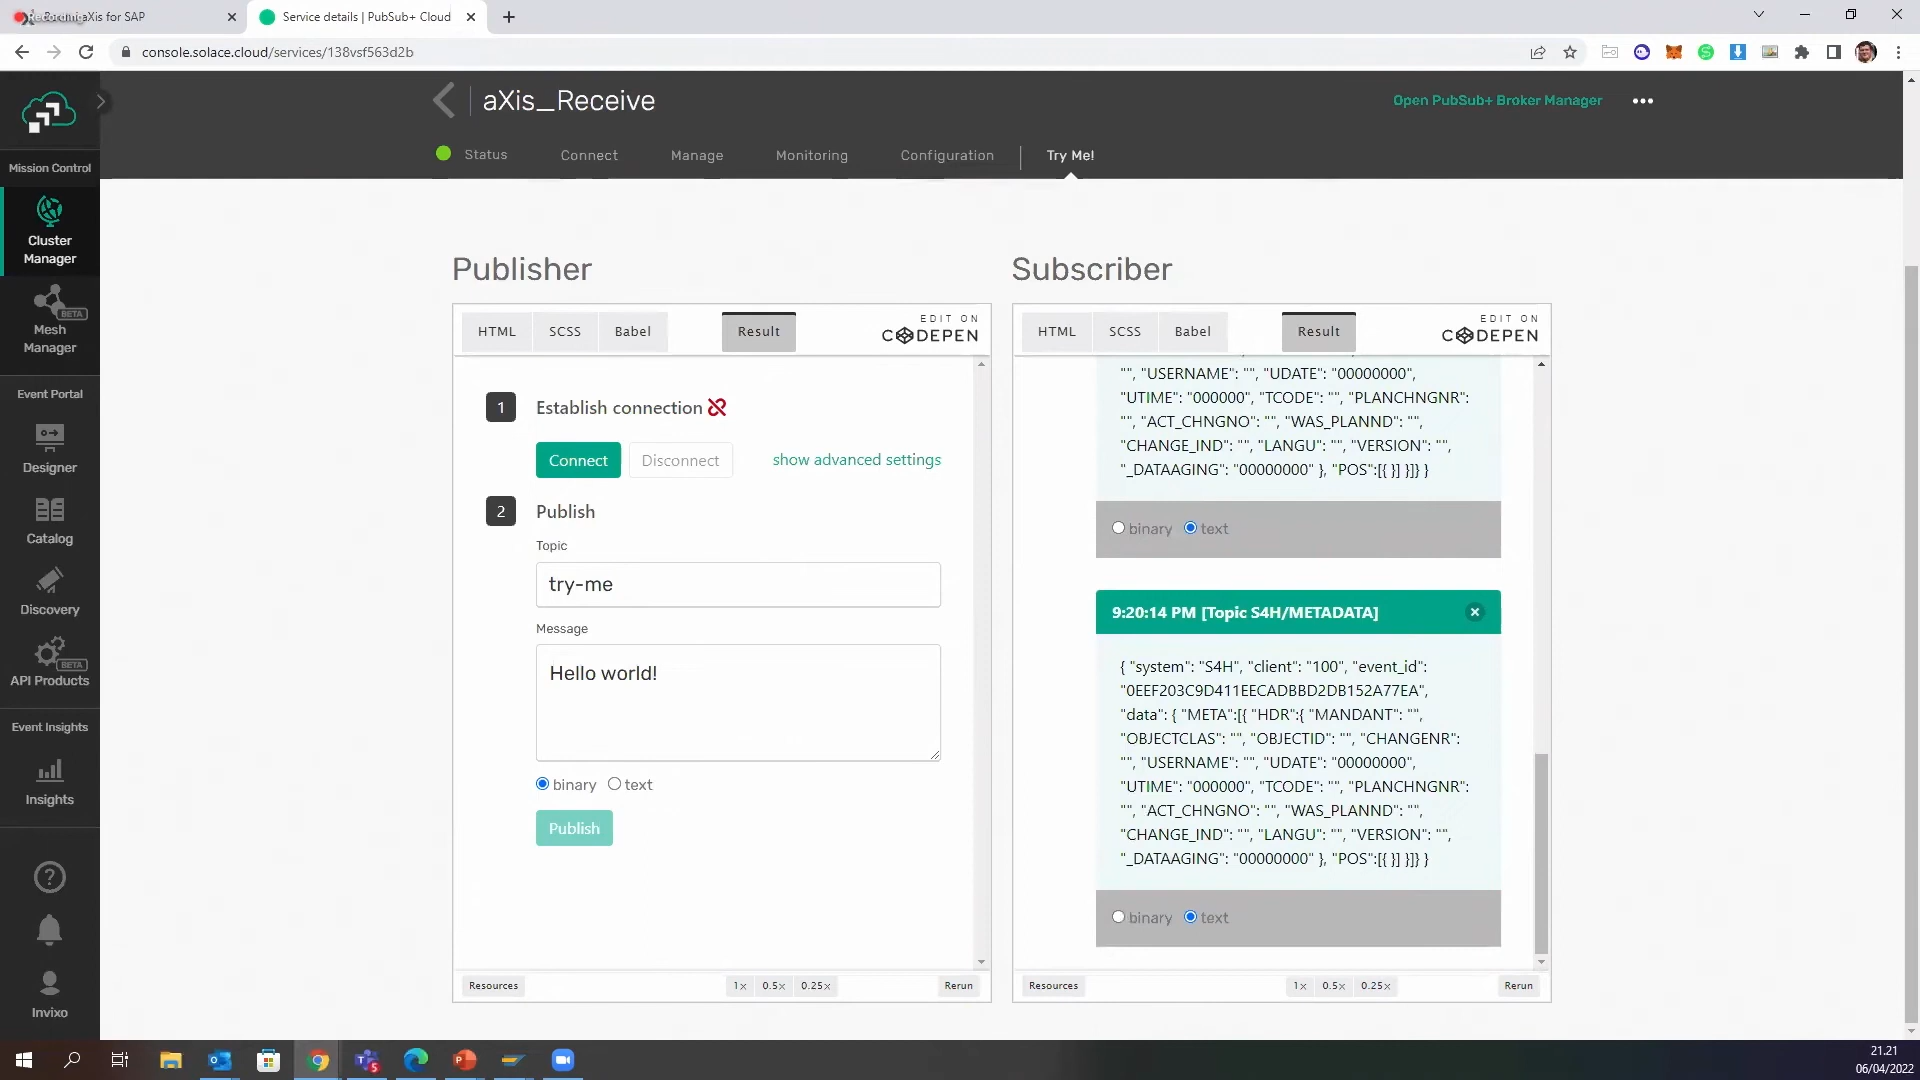 Service details | PubSub+ Cloud
console.solace.cloud/services/138vsf563d2b
aXis_Receive
Open PubSub+ Broker Manager
Status
Connect
Manage
Monitoring
Configuration
Try Me!
Mission Control
Cluster
Manager
BETA
Mesh
Manager
Event Portal
Designer
Catalog
Discovery
BETA
API Products
Event Insights
Insights
Invixo
Publisher
HTML
SCSS
Babel
Result
EDIT ON
CODEPEN
1
Establish connection
Connect
Disconnect
show advanced settings
2
Publish
Topic
try-me
Message
Hello world!
binary
text
Publish
Resources
1×
0.5×
0.25×
Rerun
Subscriber
HTML
SCSS
Babel
Result
EDIT ON
CODEPEN
"", "USERNAME": "", "UDATE": "00000000",
"UTIME": "000000", "TCODE": "", "PLANCHNGNR":
"", "ACT_CHNGNO": "", "WAS_PLANND": "",
"CHANGE_IND": "", "LANGU": "", "VERSION": "",
"_DATAAGING": "00000000" }, "POS":[{ }] }]} }
binary
text
9:20:14 PM [Topic S4H/METADATA]
{ "system": "S4H", "client": "100", "event_id":
"0EEF203C9D411EECADBBD2DB152A77EA",
"data": { "META":[{ "HDR":{ "MANDANT": "",
"OBJECTCLAS": "", "OBJECTID": "", "CHANGENR":
"", "USERNAME": "", "UDATE": "00000000",
"UTIME": "000000", "TCODE": "", "PLANCHNGNR":
"", "ACT_CHNGNO": "", "WAS_PLANND": "",
"CHANGE_IND": "", "LANGU": "", "VERSION": "",
"_DATAAGING": "00000000" }, "POS":[{ }] }]} }
binary
text
Resources
1×
0.5×
0.25×
Rerun
21.21
06/04/2022